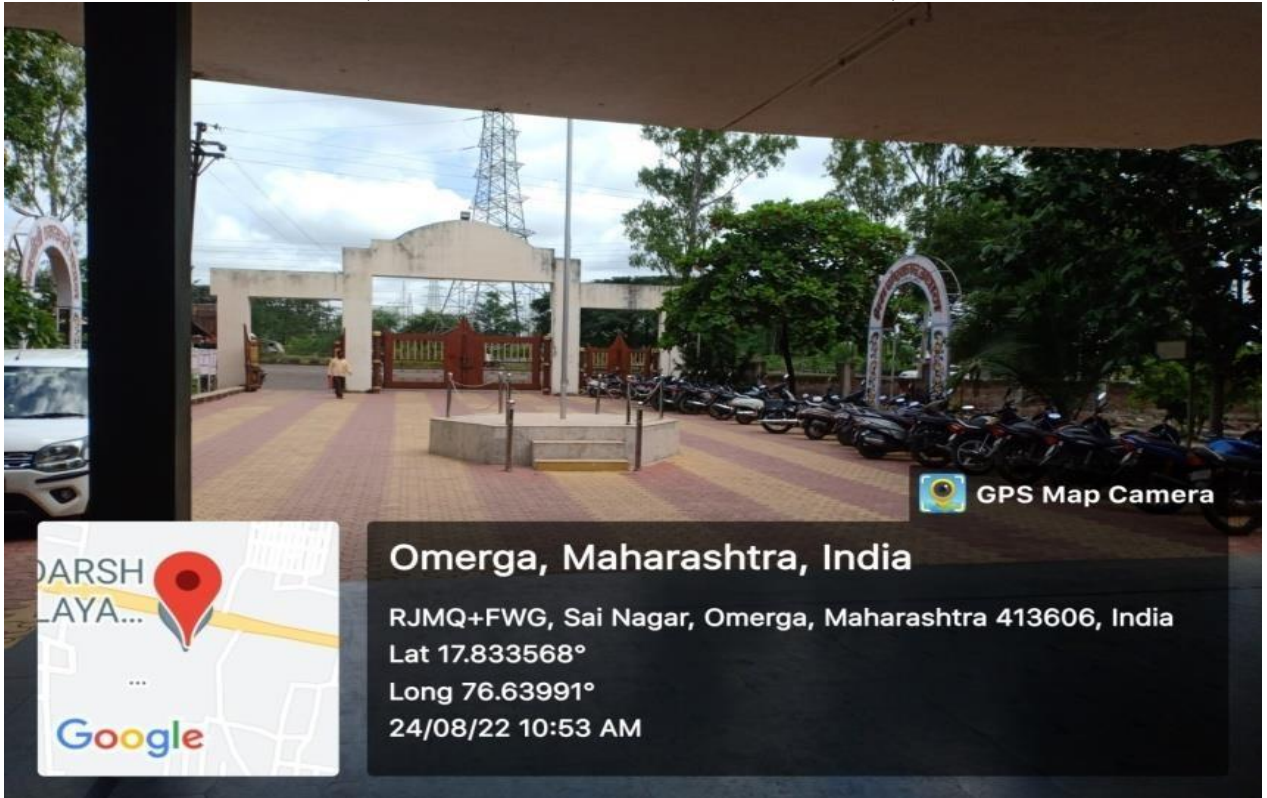 GPS Map Camera
DARSH
LAYA...
...
Google
Omerga, Maharashtra, India
RJMQ+FWG, Sai Nagar, Omerga, Maharashtra 413606, India
Lat 17.833568°
Long 76.63991°
24/08/22 10:53 AM